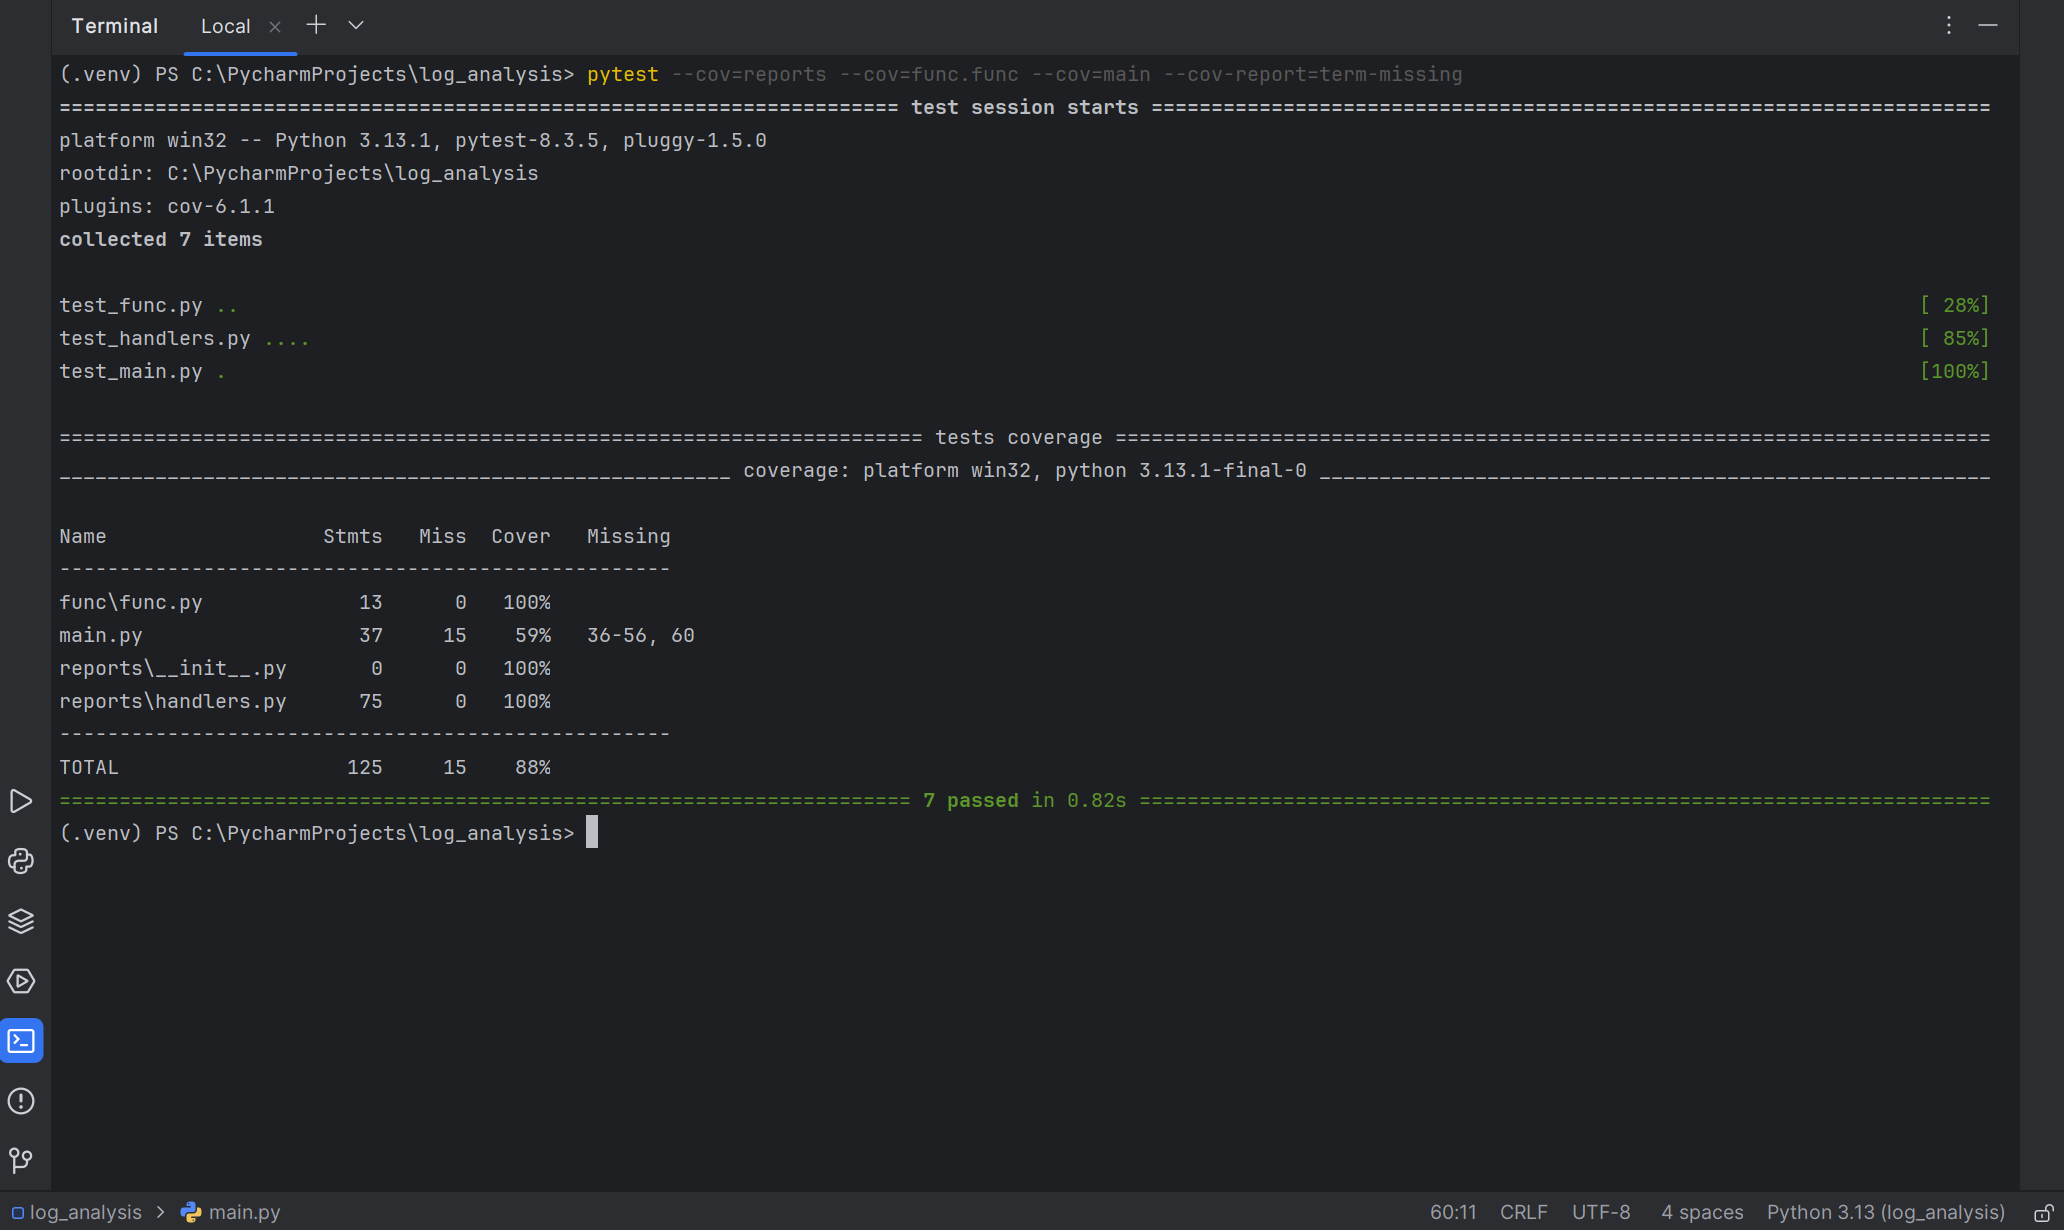 Terminal Local
(.venv) PS C:\PycharmProjects\log_analysis> pytest --cov=reports --cov=func.func --cov=main --cov-report=term-missing
====================================================================== test session starts ======================================================================
platform win32 -- Python 3.13.1, pytest-8.3.5, pluggy-1.5.0
rootdir: C:\PycharmProjects\log_analysis
plugins: cov-6.1.1
collected 7 items
test_func.py .. [ 28%]
test_handlers.py .... [ 85%]
test_main.py . [100%]
======================================================================== tests coverage =========================================================================
________________________________________________________ coverage: platform win32, python 3.13.1-final-0 ________________________________________________________
Name Stmts Miss Cover Missing
---------------------------------------------------
func\func.py 13 0 100%
main.py 37 15 59% 36-56, 60
reports\__init__.py 0 0 100%
reports\handlers.py 75 0 100%
---------------------------------------------------
TOTAL 125 15 88%
======================================================================= 7 passed in 0.82s =======================================================================
(.venv) PS C:\PycharmProjects\log_analysis>
log_analysis > main.py 60:11 CRLF UTF-8 4 spaces Python 3.13 (log_analysis)